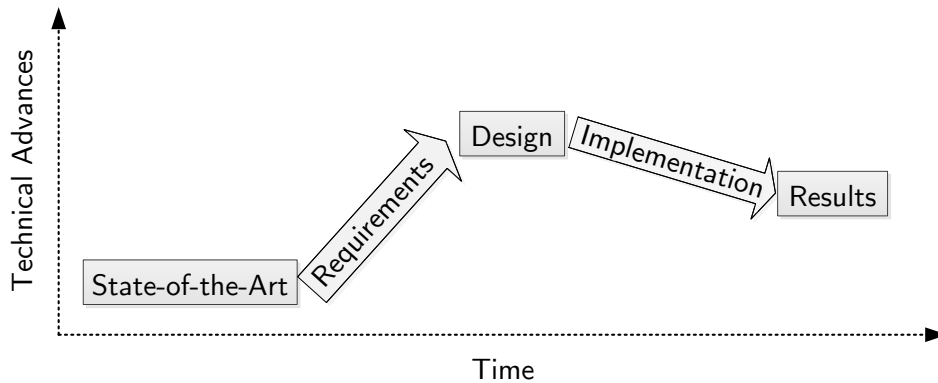 Technical Advances
State-of-the-Art
Requirements
Design
Implementation
Results
Time